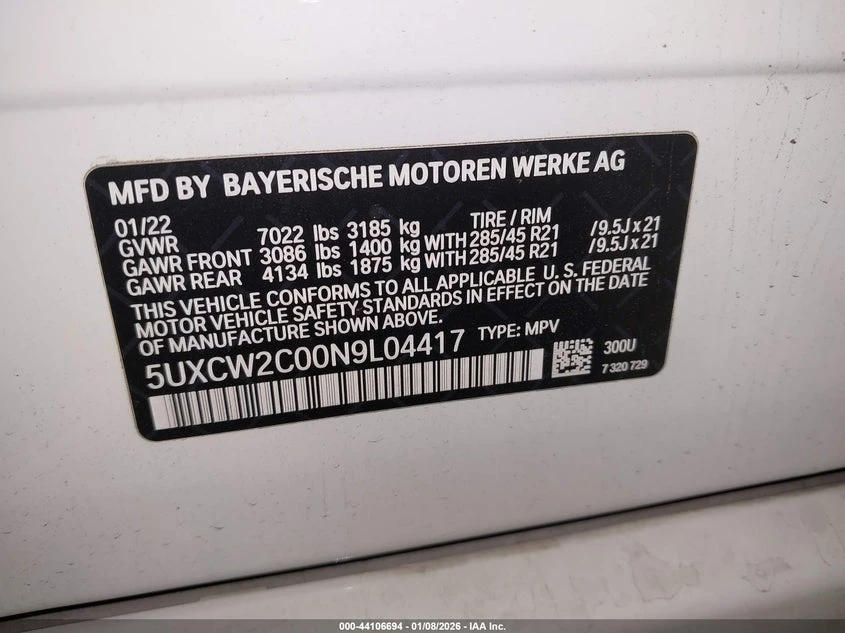 MFD BY BAYERISCHE MOTOREN WERKE AG
01/22 TIRE / RIM
GVWR 7022 lbs 3185 kg
GAWR FRONT 3086 lbs 1400 kg WITH 285/45 R21 /9.5J x 21
GAWR REAR 4134 lbs 1875 kg WITH 285/45 R21 /9.5J x 21
THIS VEHICLE CONFORMS TO ALL APPLICABLE U.S. FEDERAL
MOTOR VEHICLE SAFETY STANDARDS IN EFFECT ON THE DATE
OF MANUFACTURE SHOWN ABOVE.
5UXCW2C00N9L04417 TYPE: MPV
300U
7 320 729
000-44106694 - 01/08/2026 - IAA Inc.